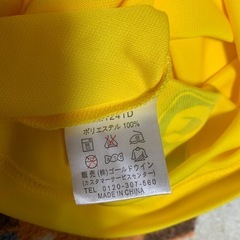 ポリエステル 100%
販売 (株)ゴールドウイン
(カスタマーサービスセンター)
TEL 0120-307-560
MADE IN JAPAN